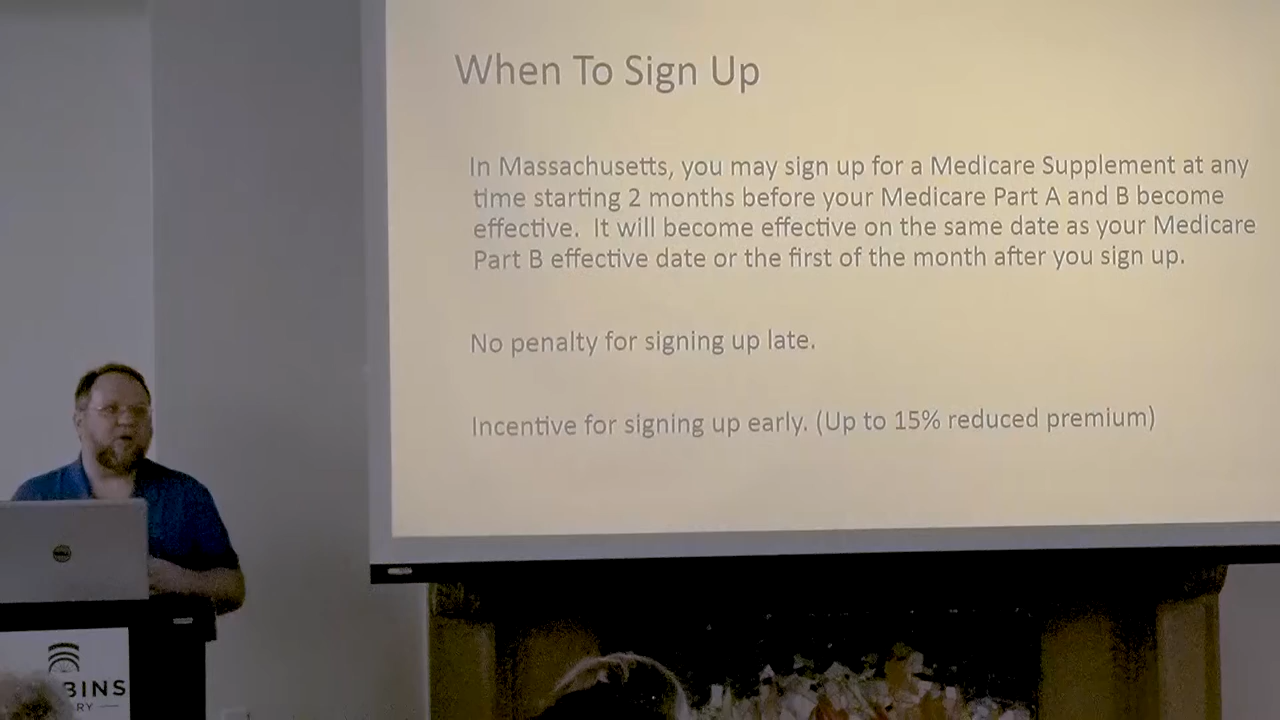 When To Sign Up
In Massachusetts, you may sign up for a Medicare Supplement at any
time starting 2 months before your Medicare Part A and B become
effective.  It will become effective on the same date as your Medicare
Part B effective date or the first of the month after you sign up.
No penalty for signing up late.
Incentive for signing up early. (Up to 15% reduced premium)
DELL
BINS
RY